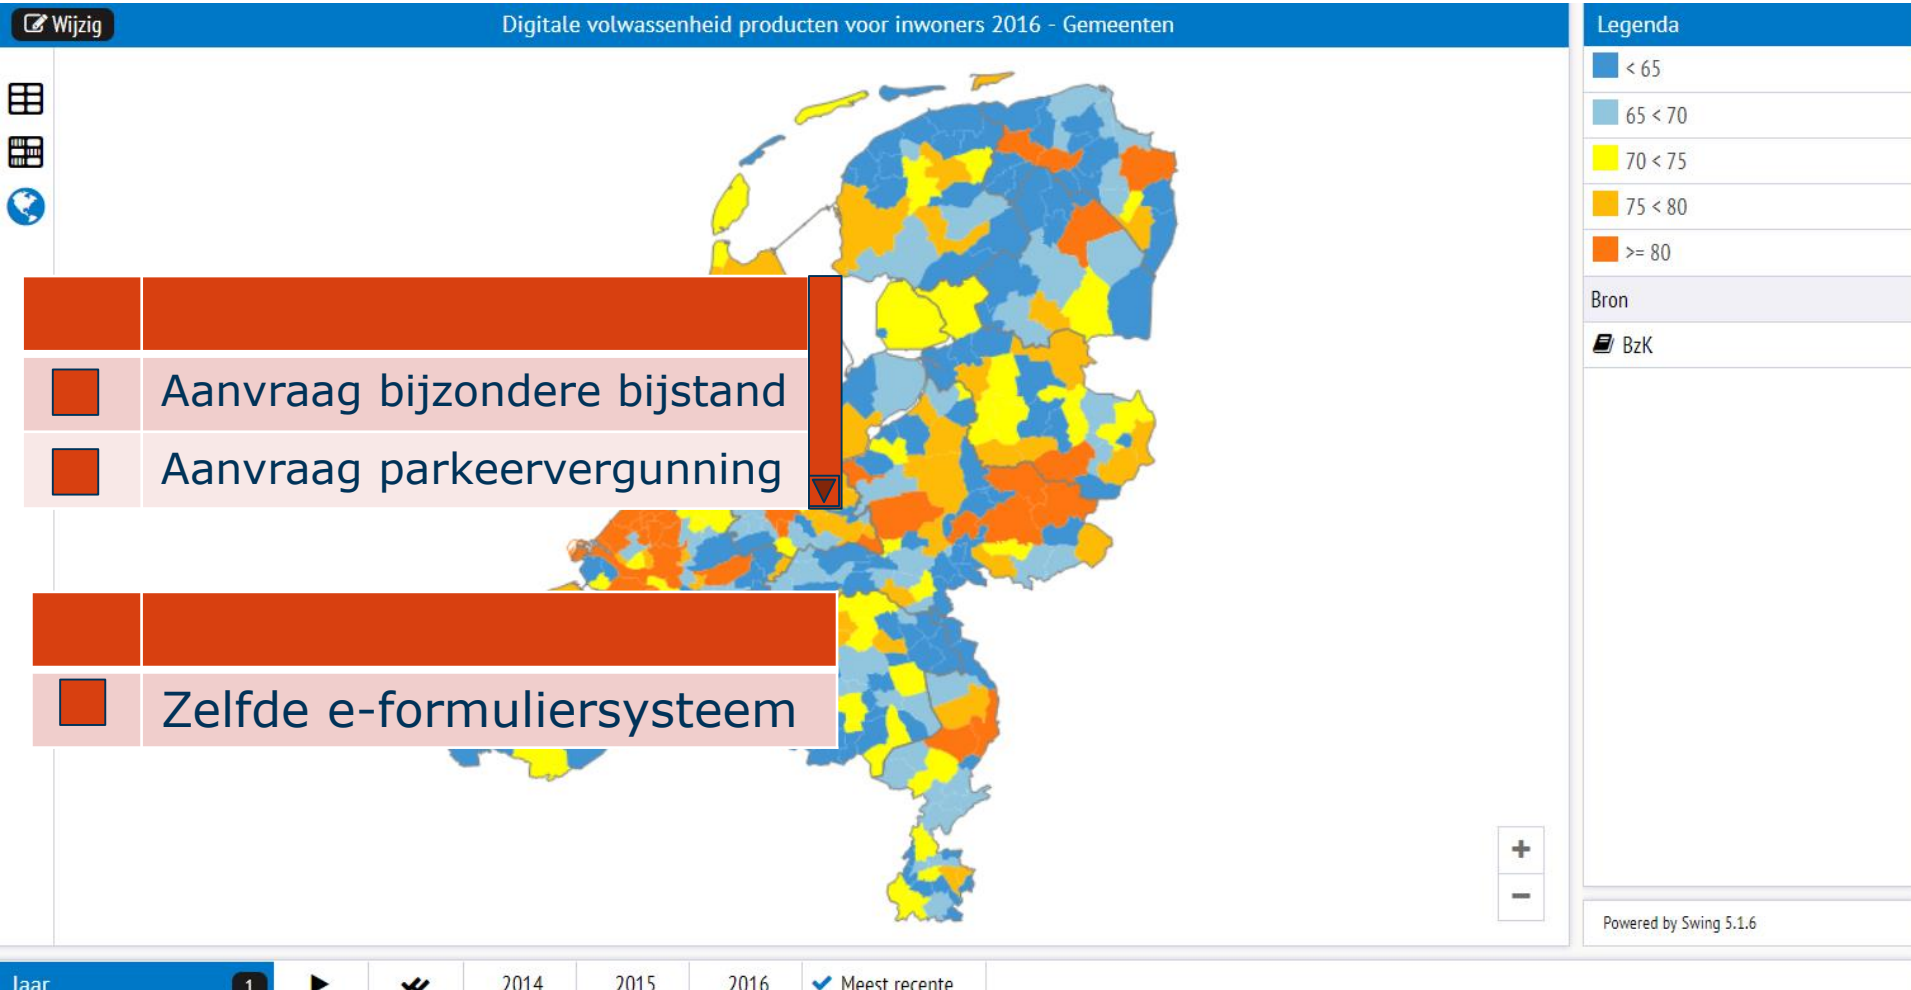 Wijzig
Digitale volwassenheid producten voor inwoners 2016 - Gemeenten
Legenda
< 65
65 < 70
70 < 75
75 < 80
>= 80
Bron
BzK
Aanvraag bijzondere bijstand
Aanvraag parkeervergunning
Zelfde e-formuliersysteem
+
−
Powered by Swing 5.1.6
Jaar 1 2014 2015 2016 Meest recente